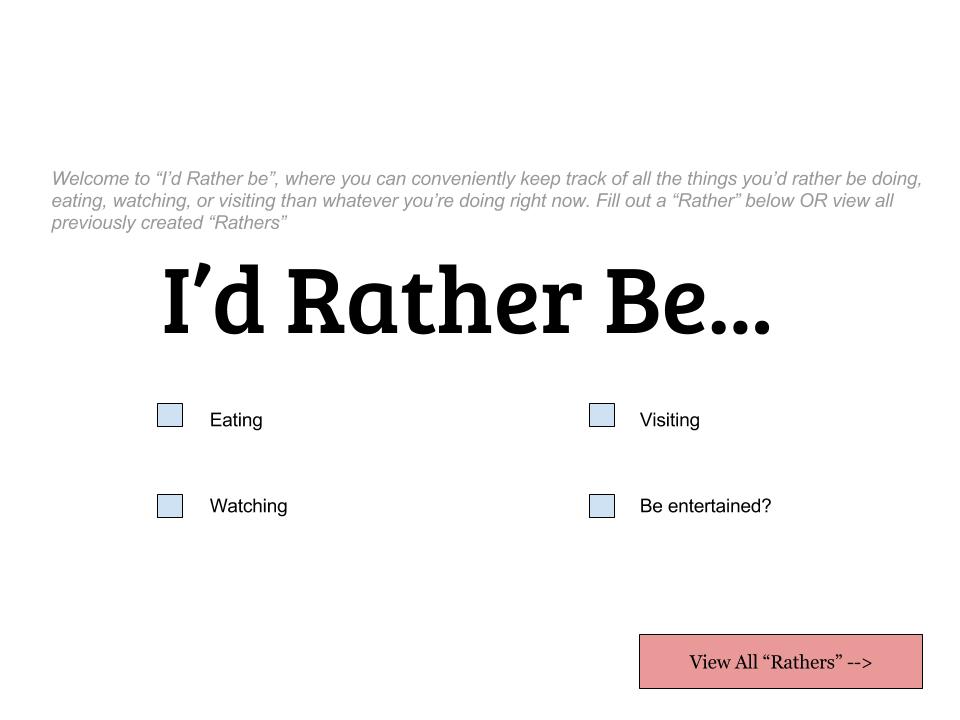 Welcome to “I’d Rather be”, where you can conveniently keep track of all the things you’d rather be doing,
eating, watching, or visiting than whatever you’re doing right now. Fill out a “Rather” below OR view all
previously created “Rathers”
I’d Rather Be...
Eating
Visiting
Watching
Be entertained?
View All “Rathers” -->